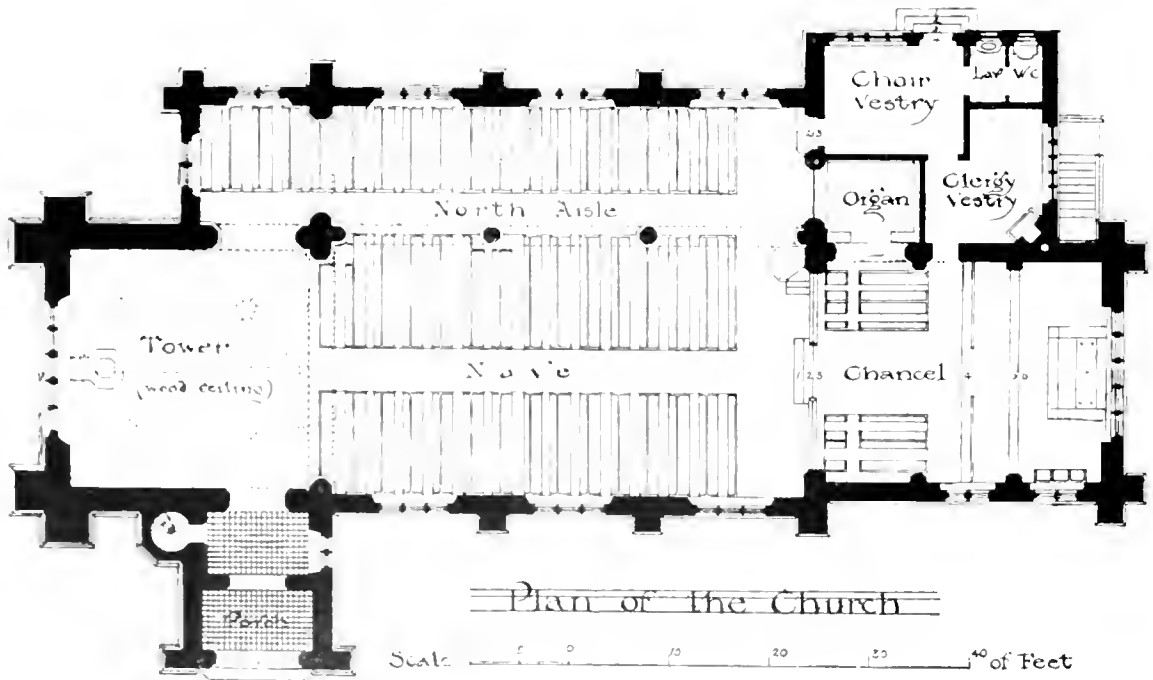 Choir
Vestry
Lav WC
Organ
Clergy
Vestry
North Aisle
Tower
(wood ceiling)
Nave
Chancel
Porch
Plan of the Church
Scale
5 0 10 20 30 40 of Feet